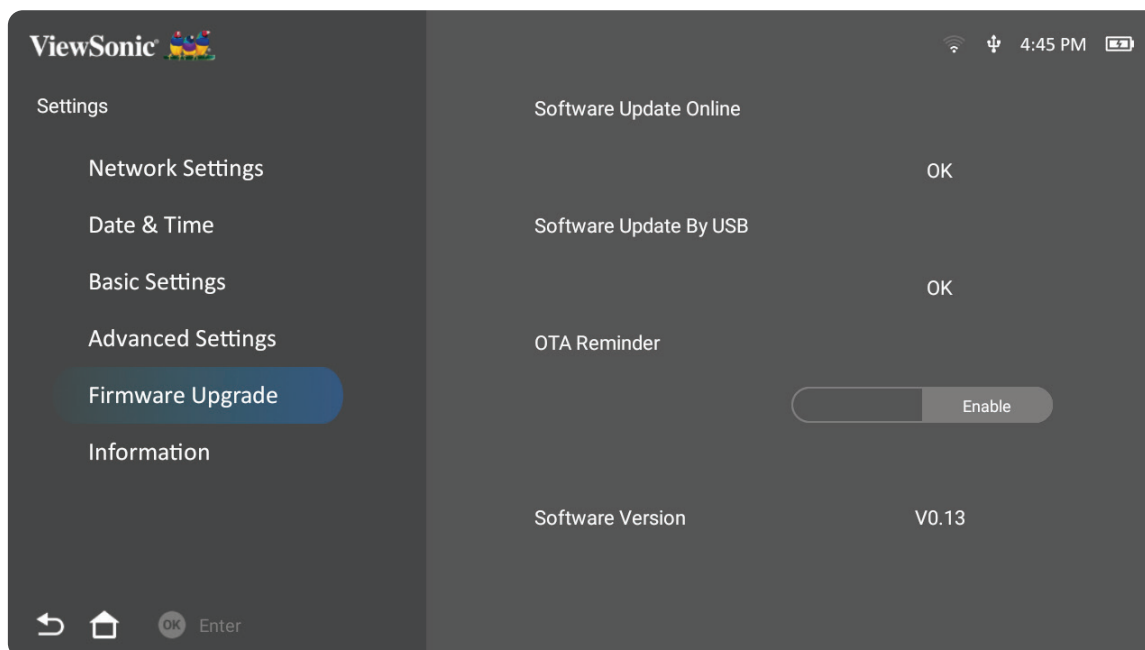 ViewSonic®
4:45 PM
Settings
Network Settings
Date & Time
Basic Settings
Advanced Settings
Firmware Upgrade
Information
OK Enter
Software Update Online
OK
Software Update By USB
OK
OTA Reminder
Enable
Software Version V0.13